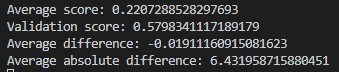 Average score: 0.2207288528297693
Validation score: 0.5798341117189179
Average difference: -0.01911160915081623
Average absolute difference: 6.431958715880451